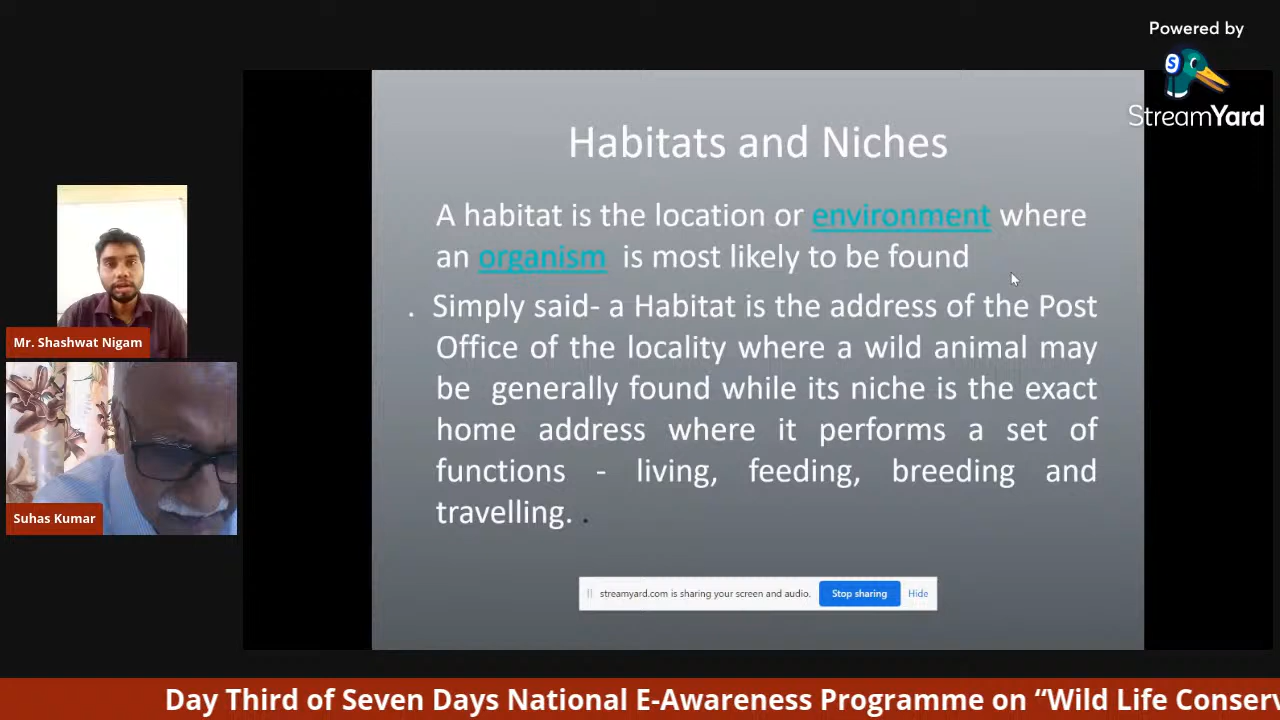 Powered by
StreamYard
Habitats and Niches
A habitat is the location or environment where
an organism is most likely to be found
. Simply said- a Habitat is the address of the Post
Office of the locality where a wild animal may
be generally found while its niche is the exact
home address where it performs a set of
functions - living, feeding, breeding and
travelling. .
Mr. Shashwat Nigam
Suhas Kumar
streamyard.com is sharing your screen and audio. Stop sharing Hide
Day Third of Seven Days National E-Awareness Programme on “Wild Life Conserv